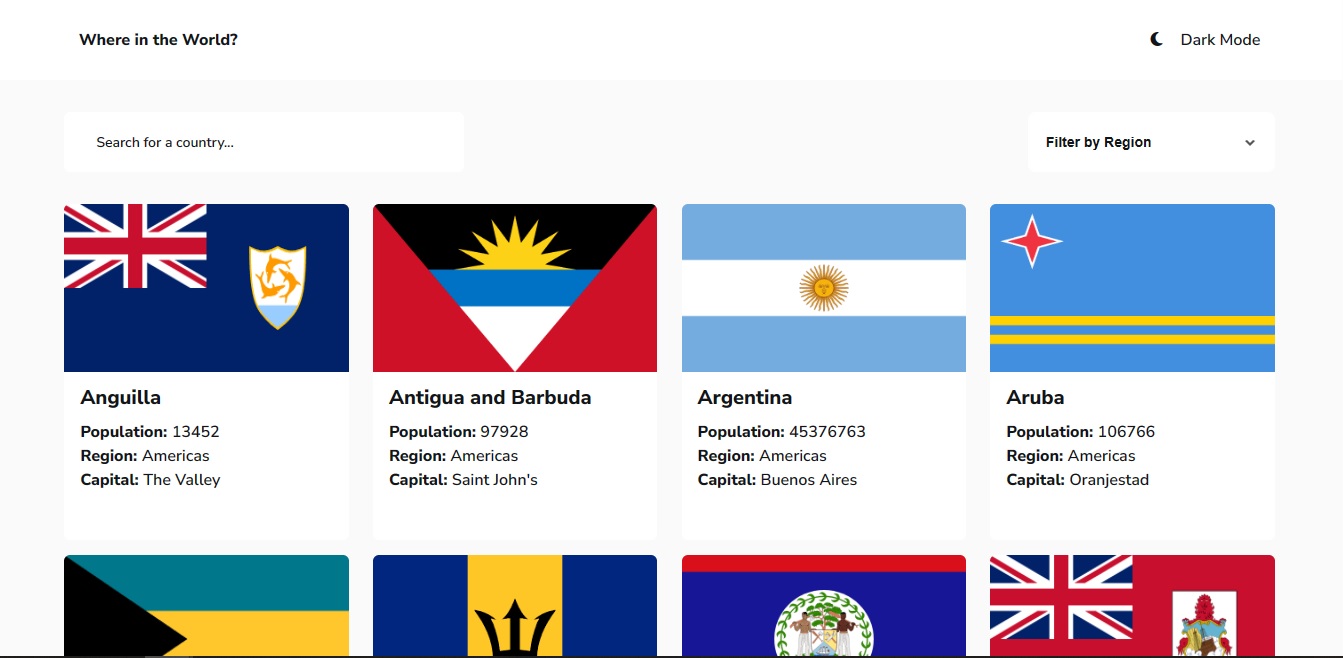 Where in the World?
Dark Mode
Search for a country...
Filter by Region
Anguilla
Population: 13452
Region: Americas
Capital: The Valley
Antigua and Barbuda
Population: 97928
Region: Americas
Capital: Saint John's
Argentina
Population: 45376763
Region: Americas
Capital: Buenos Aires
Aruba
Population: 106766
Region: Americas
Capital: Oranjestad